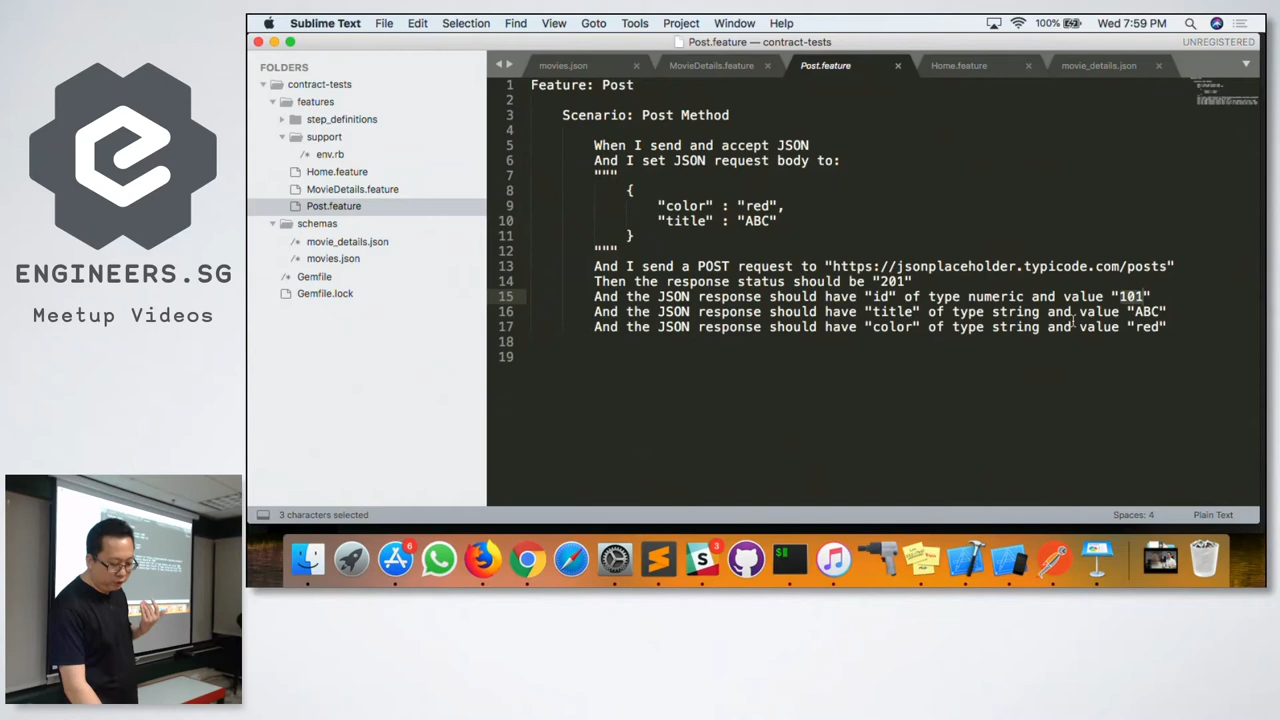 ENGINEERS.SG
Meetup Videos
Sublime Text File Edit Selection Find View Goto Tools Project Window Help
100% Wed 7:59 PM
Post.feature — contract-tests
UNREGISTERED
FOLDERS
contract-tests
features
step_definitions
support
/* env.rb
Home.feature
MovieDetails.feature
Post.feature
schemas
/* movie_details.json
/* movies.json
Gemfile
Gemfile.lock
movies.json × MovieDetails.feature × Post.feature × Home.feature × movie_details.json ×
1 Feature: Post
2
3 Scenario: Post Method
4
5 When I send and accept JSON
6 And I set JSON request body to:
7 """
8 {
9 "color" : "red",
10 "title" : "ABC"
11 }
12 """
13 And I send a POST request to "https://jsonplaceholder.typicode.com/posts"
14 Then the response status should be "201"
15 And the JSON response should have "id" of type numeric and value "101"
16 And the JSON response should have "title" of type string and value "ABC"
17 And the JSON response should have "color" of type string and value "red"
18
19
3 characters selected
Spaces: 4
Plain Text
6
3
$